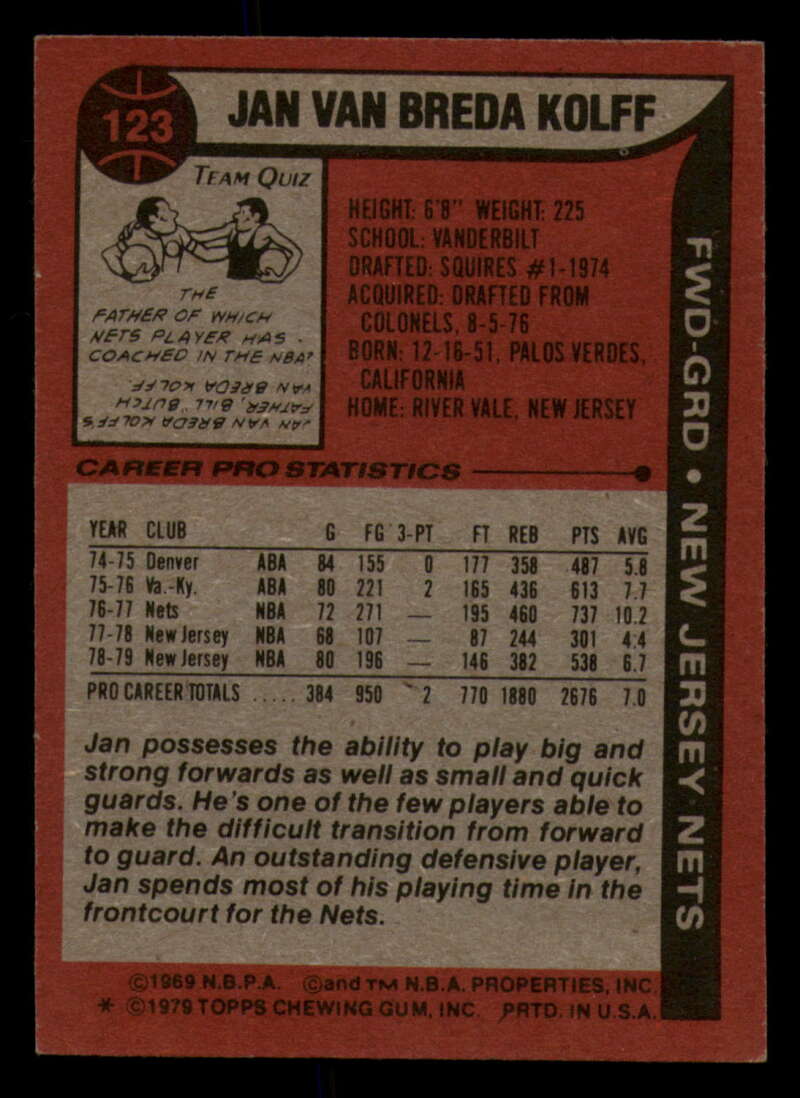 123
JAN VAN BREDA KOLFF
TEAM QUIZ
THE
FATHER OF WHICH
NETS PLAYER HAS
COACHED IN THE NBA?
JAN VAN BREDA KOLFF'S
FATHER, BILL "BUTCH"
VAN BREDA KOLFF.
HEIGHT: 6'8" WEIGHT: 225
SCHOOL: VANDERBILT
DRAFTED: SQUIRES #1-1974
ACQUIRED: DRAFTED FROM
COLONELS, 8-5-76
BORN: 12-16-51, PALOS VERDES,
CALIFORNIA
HOME: RIVER VALE, NEW JERSEY
FWD-GRD • NEW JERSEY NETS
CAREER PRO STATISTICS
YEAR CLUB G FG 3-PT FT REB PTS AVG
74-75 Denver ABA 84 155 0 177 358 487 5.8
75-76 Va.-Ky. ABA 80 221 2 165 436 613 7.7
76-77 Nets NBA 72 271 — 195 460 737 10.2
77-78 New Jersey NBA 68 107 — 87 244 301 4.4
78-79 New Jersey NBA 80 196 — 146 382 538 6.7
PRO CAREER TOTALS ..... 384 950 2 770 1880 2676 7.0
Jan possesses the ability to play big and
strong forwards as well as small and quick
guards. He's one of the few players able to
make the difficult transition from forward
to guard. An outstanding defensive player,
Jan spends most of his playing time in the
frontcourt for the Nets.
©1969 N.B.P.A. ©and TM N.B.A. PROPERTIES, INC.
* ©1979 TOPPS CHEWING GUM, INC. PRTD. IN U.S.A.